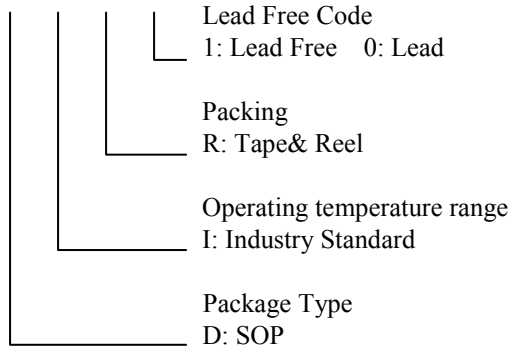 Lead Free Code
1: Lead Free 0: Lead
Packing
R: Tape& Reel
Operating temperature range
I: Industry Standard
Package Type
D: SOP